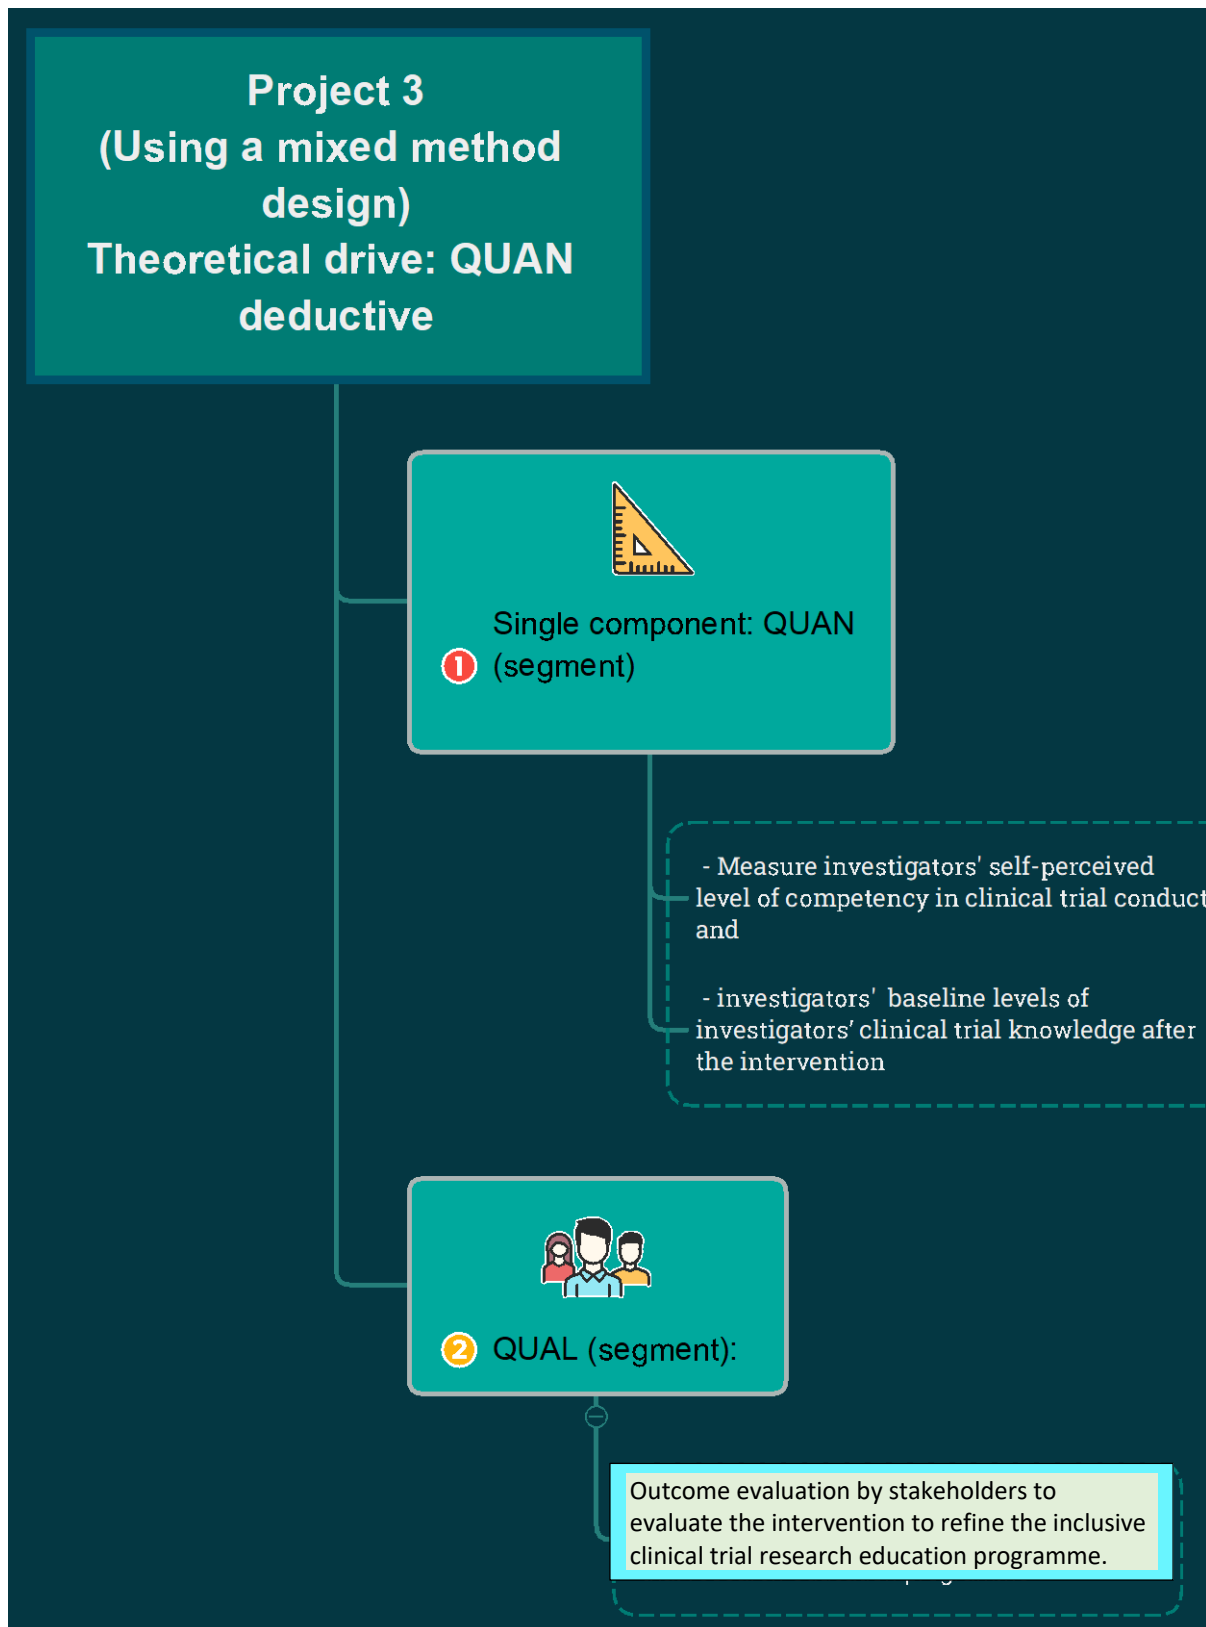 Project 3
(Using a mixed method
design)
Theoretical drive: QUAN
deductive
Single component: QUAN
1 (segment)
- Measure investigators' self-perceived
level of competency in clinical trial conduct
and
- investigators'  baseline levels of
investigators’ clinical trial knowledge after
the intervention
2 QUAL (segment):
Outcome evaluation by stakeholders to
evaluate the intervention to refine the inclusive
clinical trial research education programme.